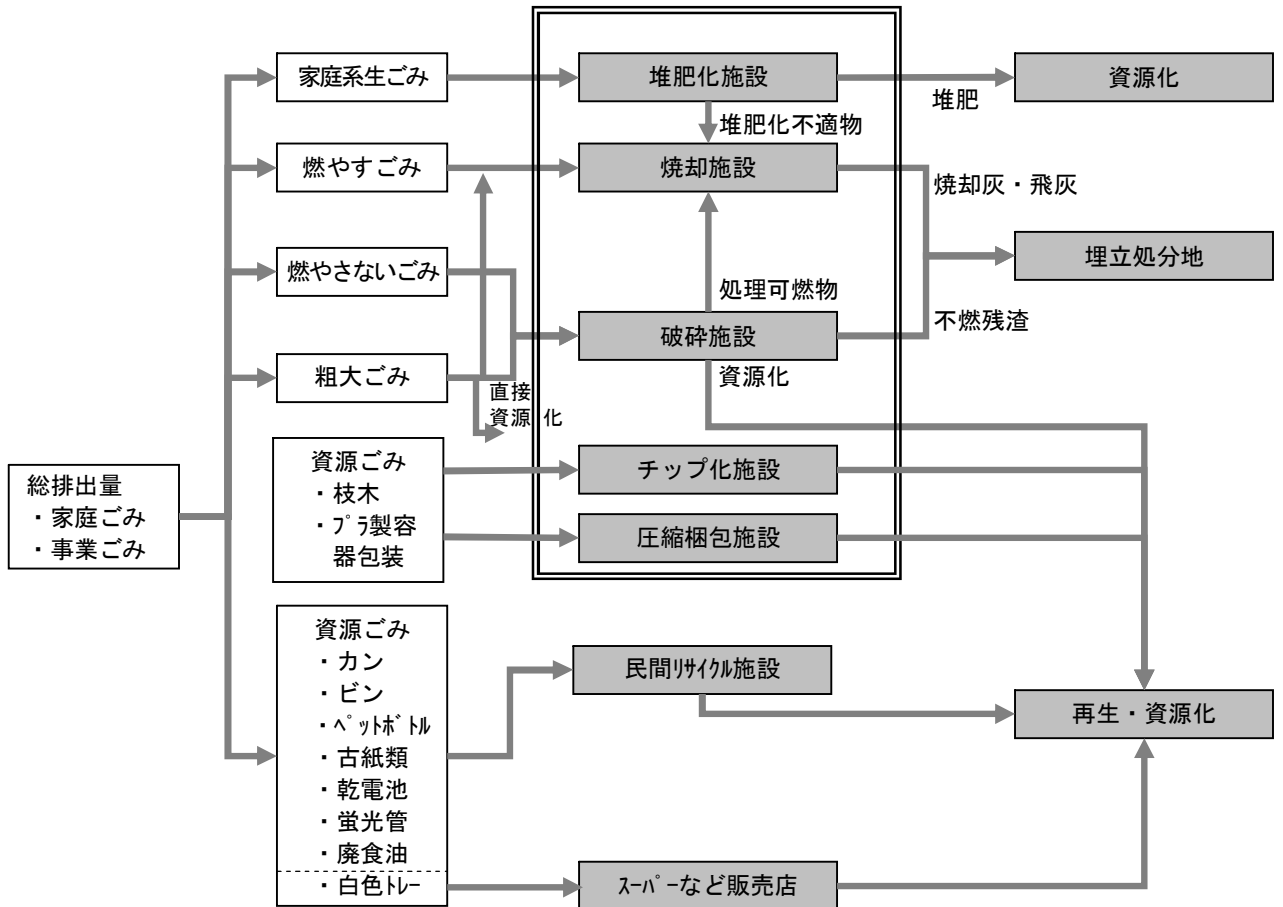 家庭系生ごみ
堆肥化施設
資源化
堆肥
堆肥化不適物
燃やすごみ
焼却施設
焼却灰・飛灰
埋立処分地
燃やさないごみ
処理可燃物
不燃残渣
破砕施設
粗大ごみ
資源化
直接
資源化
総排出量
・家庭ごみ
・事業ごみ
資源ごみ
・枝木
・ﾌﾟﾗ製容
器包装
チップ化施設
圧縮梱包施設
資源ごみ
・カン
・ビン
・ﾍﾟｯﾄﾎﾞﾄﾙ
・古紙類
・乾電池
・蛍光管
・廃食油
・白色ﾄﾚｰ
民間ﾘｻｲｸﾙ施設
再生・資源化
ｽｰﾊﾟｰなど販売店